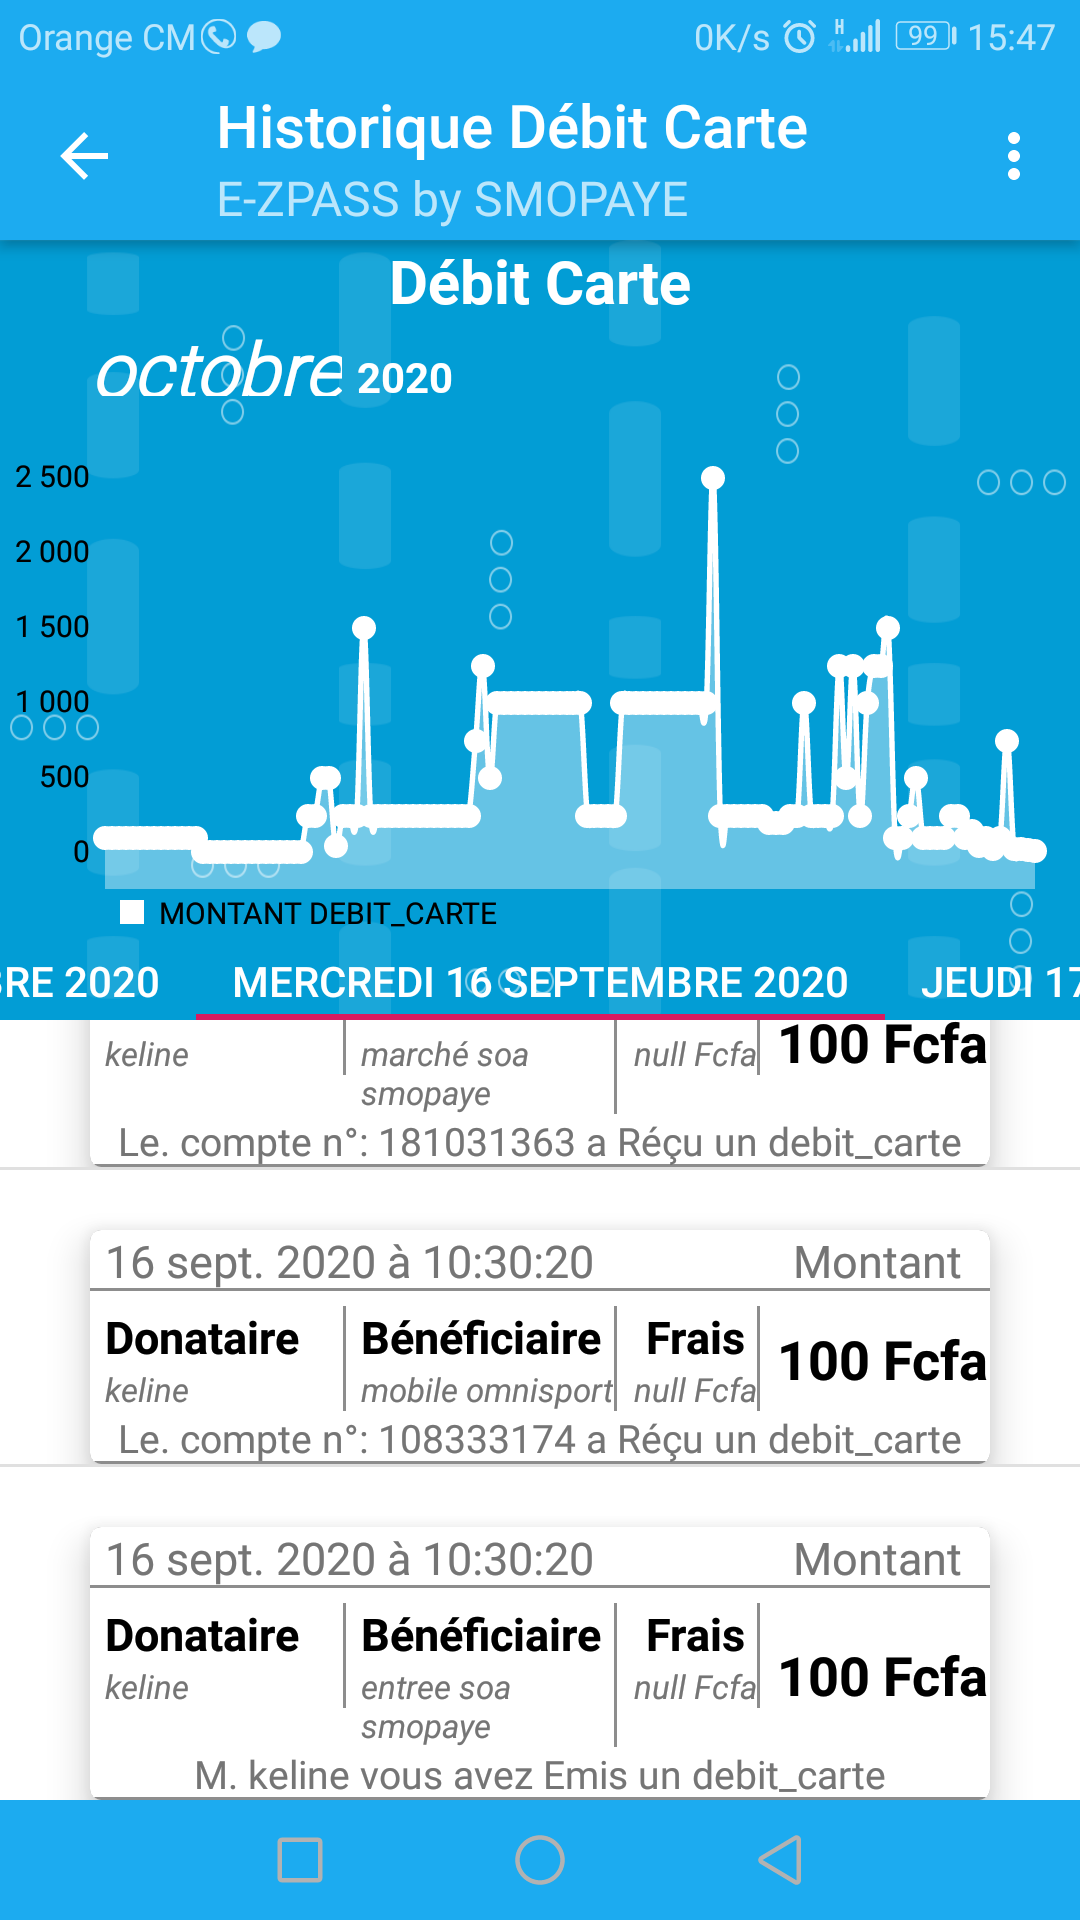 Orange CM 0K/s H 99 15:47
Historique Débit Carte
E-ZPASS by SMOPAYE
Débit Carte
octobre 2020
2 500
2 000
1 500
1 000
500
0
MONTANT DEBIT_CARTE
RE 2020 MERCREDI 16 SEPTEMBRE 2020 JEUDI 17
keline marché soa null Fcfa 100 Fcfa
smopaye
Le. compte n°: 181031363 a Réçu un debit_carte
16 sept. 2020 à 10:30:20 Montant
Donataire Bénéficiaire Frais 100 Fcfa
keline mobile omnisport null Fcfa
Le. compte n°: 108333174 a Réçu un debit_carte
16 sept. 2020 à 10:30:20 Montant
Donataire Bénéficiaire Frais 100 Fcfa
keline entree soa null Fcfa
smopaye
M. keline vous avez Emis un debit_carte